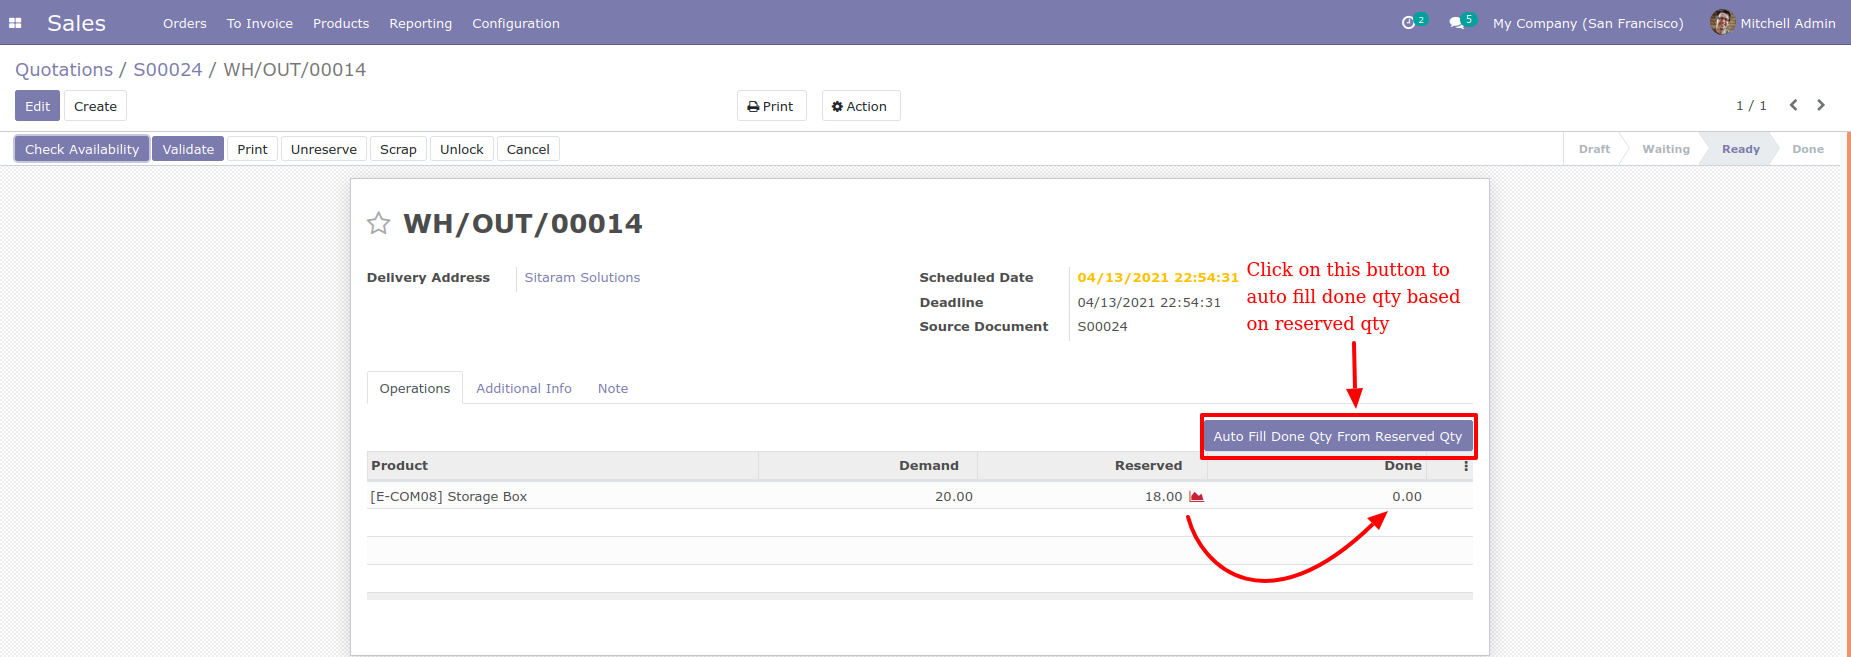 Sales Orders To Invoice Products Reporting Configuration 2 5 My Company (San Francisco) Mitchell Admin
Quotations / S00024 / WH/OUT/00014
Edit Create Print Action 1 / 1
Check Availability Validate Print Unreserve Scrap Unlock Cancel Draft Waiting Ready Done
WH/OUT/00014
Delivery Address Sitaram Solutions
Scheduled Date 04/13/2021 22:54:31
Deadline 04/13/2021 22:54:31
Source Document S00024
Click on this button to
auto fill done qty based
on reserved qty
Operations Additional Info Note
Auto Fill Done Qty From Reserved Qty
Product Demand Reserved Done
[E-COM08] Storage Box 20.00 18.00 0.00